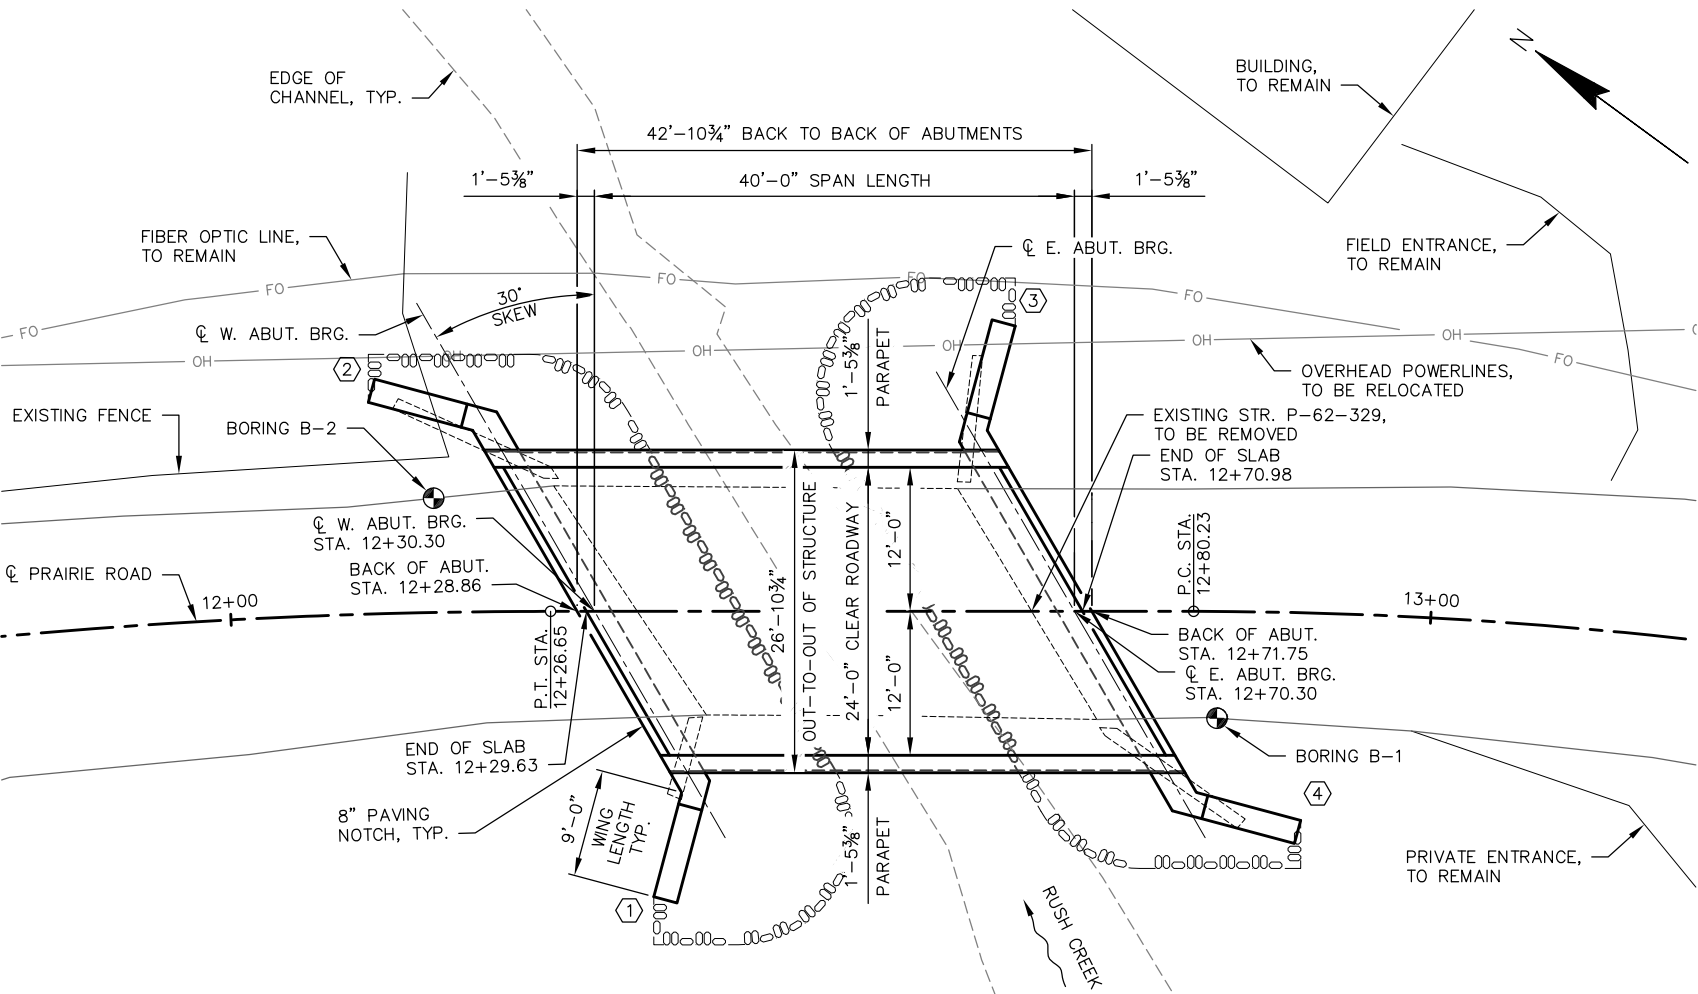 N
BUILDING,
TO REMAIN
EDGE OF
CHANNEL, TYP.
42'-10¾" BACK TO BACK OF ABUTMENTS
1'-5⅜"
40'-0" SPAN LENGTH
1'-5⅜"
FIBER OPTIC LINE,
TO REMAIN
℄ E. ABUT. BRG.
FIELD ENTRANCE,
TO REMAIN
FO
FO
FO
FO
30°
SKEW
3
℄ W. ABUT. BRG.
FO
OH
OH
OH
OH
OH
OH
FO
2
1'-5⅜"
PARAPET
OVERHEAD POWERLINES,
TO BE RELOCATED
EXISTING FENCE
BORING B-2
EXISTING STR. P-62-329,
TO BE REMOVED
END OF SLAB
STA. 12+70.98
℄ W. ABUT. BRG.
STA. 12+30.30
BACK OF ABUT.
STA. 12+28.86
℄ PRAIRIE ROAD
12+00
P.T. STA.
12+26.65
26'-10¾"
OUT-TO-OUT OF STRUCTURE
24'-0" CLEAR ROADWAY
12'-0"
12'-0"
P.C. STA.
12+80.23
13+00
BACK OF ABUT.
STA. 12+71.75
℄ E. ABUT. BRG.
STA. 12+70.30
END OF SLAB
STA. 12+29.63
BORING B-1
8" PAVING
NOTCH, TYP.
9'-0"
WING
LENGTH
TYP.
4
1'-5⅜"
PARAPET
PRIVATE ENTRANCE,
TO REMAIN
1
RUSH CREEK